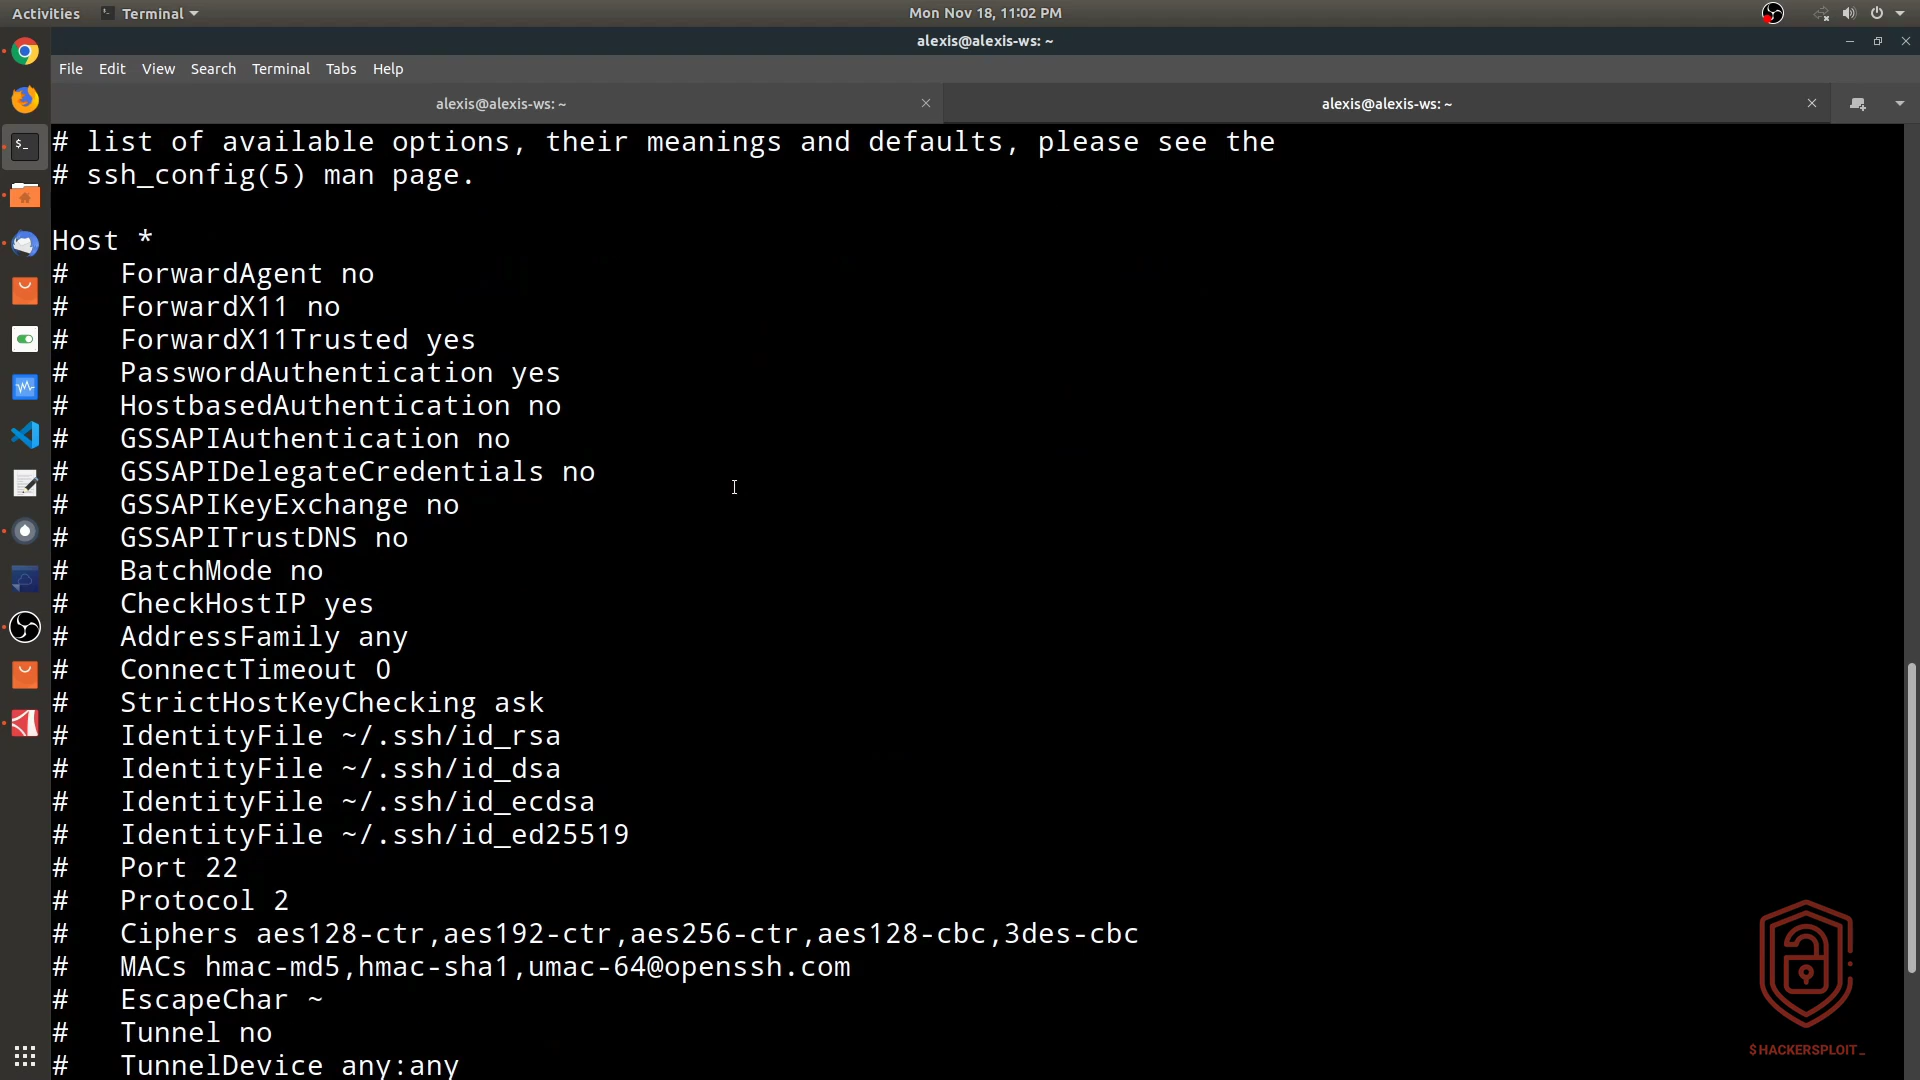 Activities
Terminal
Mon Nov 18, 11:02 PM
alexis@alexis-ws: ~
File Edit View Search Terminal Tabs Help
alexis@alexis-ws: ~
alexis@alexis-ws: ~
# list of available options, their meanings and defaults, please see the
# ssh_config(5) man page.
Host *
#   ForwardAgent no
#   ForwardX11 no
#   ForwardX11Trusted yes
#   PasswordAuthentication yes
#   HostbasedAuthentication no
#   GSSAPIAuthentication no
#   GSSAPIDelegateCredentials no
#   GSSAPIKeyExchange no
#   GSSAPITrustDNS no
#   BatchMode no
#   CheckHostIP yes
#   AddressFamily any
#   ConnectTimeout 0
#   StrictHostKeyChecking ask
#   IdentityFile ~/.ssh/id_rsa
#   IdentityFile ~/.ssh/id_dsa
#   IdentityFile ~/.ssh/id_ecdsa
#   IdentityFile ~/.ssh/id_ed25519
#   Port 22
#   Protocol 2
#   Ciphers aes128-ctr,aes192-ctr,aes256-ctr,aes128-cbc,3des-cbc
#   MACs hmac-md5,hmac-sha1,umac-64@openssh.com
#   EscapeChar ~
#   Tunnel no
#   TunnelDevice any:any
$HACKERSPLOIT_